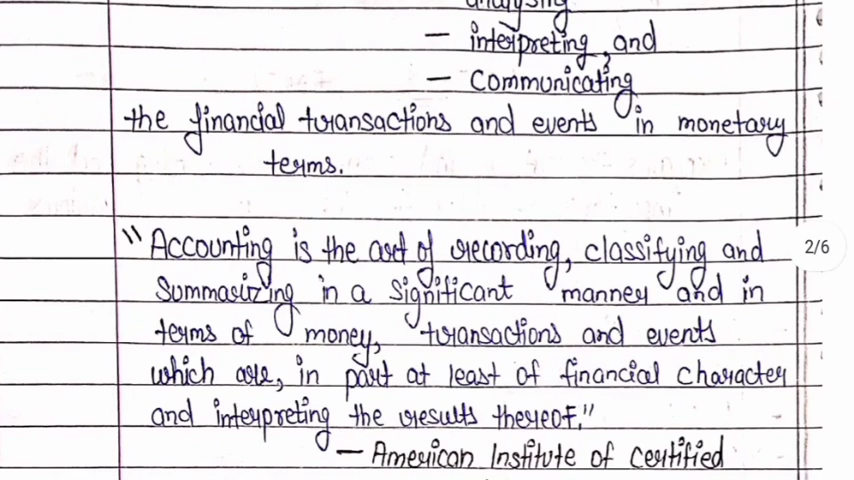 analysing
— interpreting, and
— Communicating
the financial transactions and events in monetary
terms.
"Accounting is the art of recording, classifying and
Summarizing in a significant manner and in
terms of money, transactions and events
which are, in part at least of financial character
and interpreting the results thereof."
— American Institute of certified
2/6